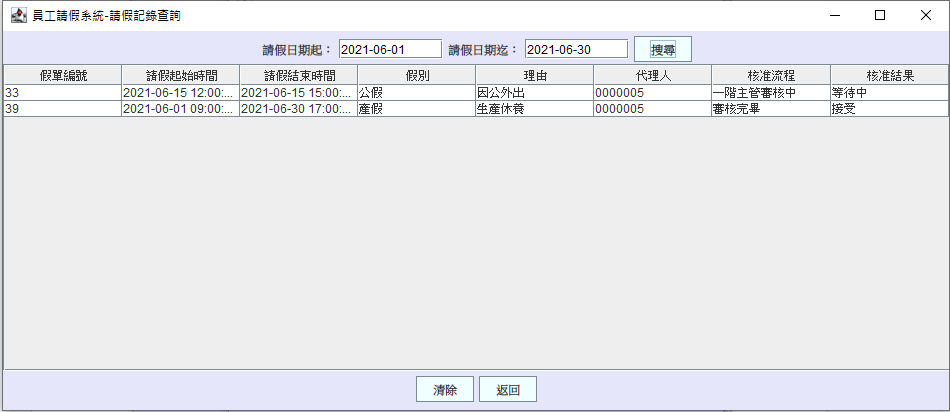 員工請假系統-請假記錄查詢
請假日期起： 2021-06-01 請假日期迄： 2021-06-30 搜尋
假單編號 請假起始時間 請假結束時間 假別 理由 代理人 核准流程 核准結果
33 2021-06-15 12:00:... 2021-06-15 15:00:... 公假 因公外出 0000005 一階主管審核中 等待中
39 2021-06-01 09:00:... 2021-06-30 17:00:... 產假 生產休養 0000005 審核完畢 接受
清除 返回